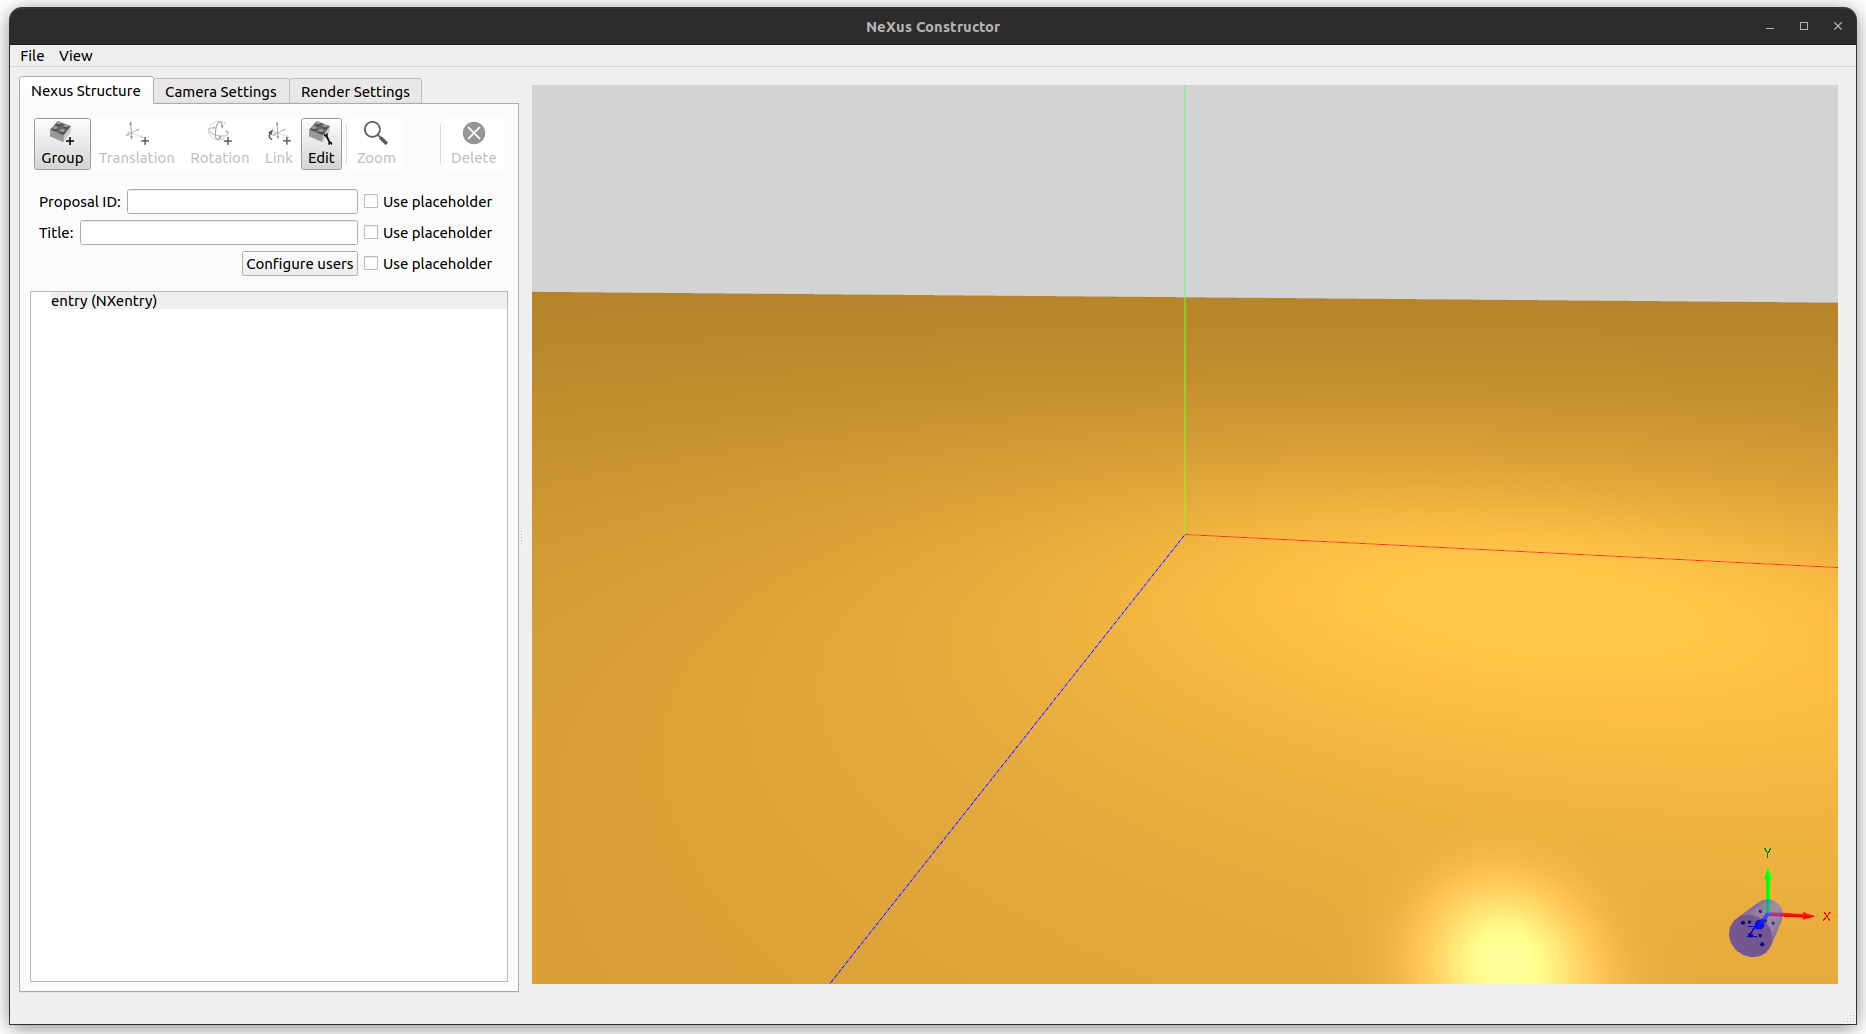 NeXus Constructor
File View
Nexus Structure Camera Settings Render Settings
Group Translation Rotation Link Edit Zoom Delete
Proposal ID: Use placeholder
Title: Use placeholder
Configure users Use placeholder
entry (NXentry)
Y
X
Z